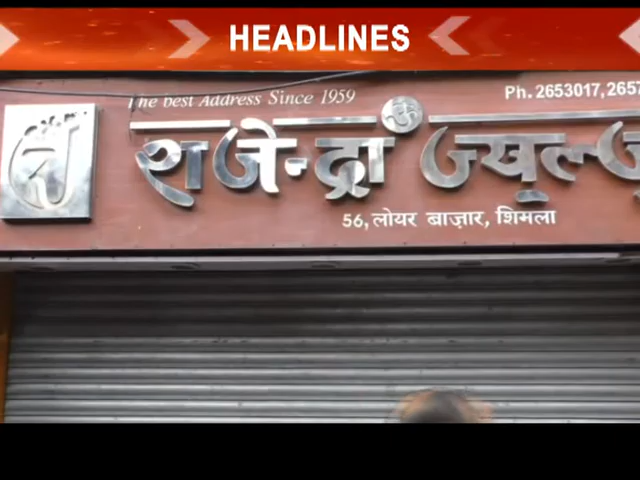 HEADLINES
The best Address Since 1959
Ph. 2653017,2657
राजेन्द्रा ज्यूल्ज
56, लोयर बाज़ार, शिमला